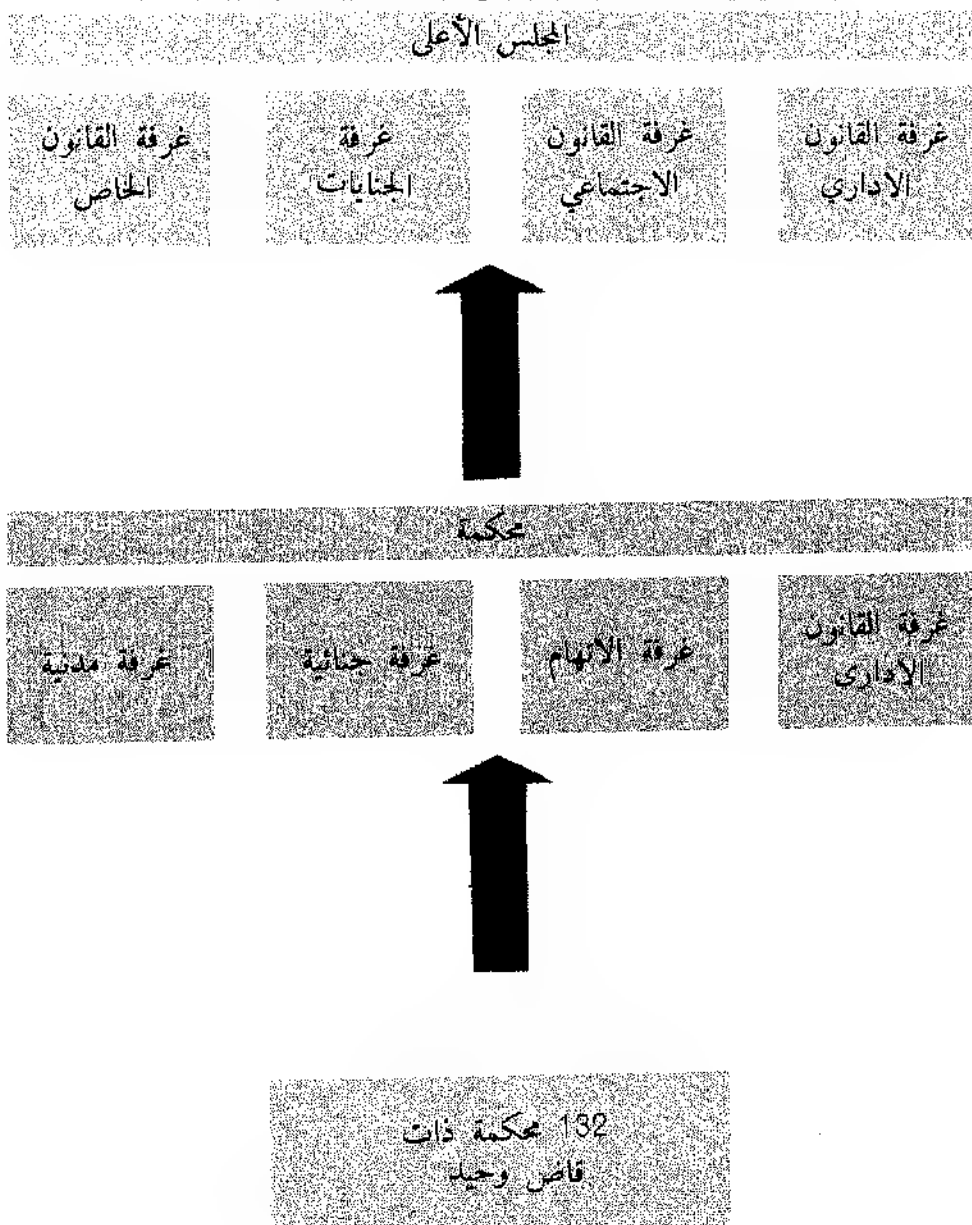 المجلس الأعلى
غرفة القانون
الاداري
غرفة القانون
الاجتماعي
غرفة
الجنايات
غرفة القانون
الخاص
محكمة
غرفة القانون
الادارى
غرفة الاتهام
غرفة جنائية
غرفة مدنية
132 محكمة ذات
قاض وحيد